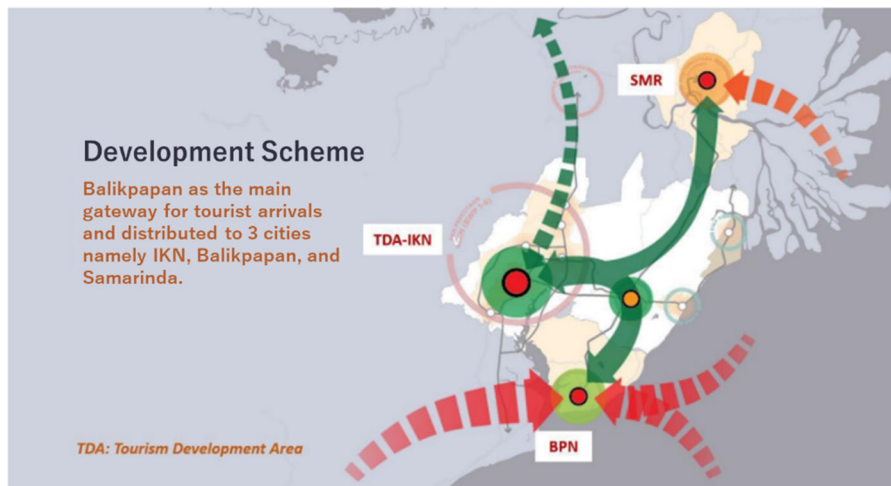 SMR
Development Scheme
Balikpapan as the main
gateway for tourist arrivals
and distributed to 3 cities
namely IKN, Balikpapan, and
Samarinda.
TDA-IKN
BPN
TDA: Tourism Development Area